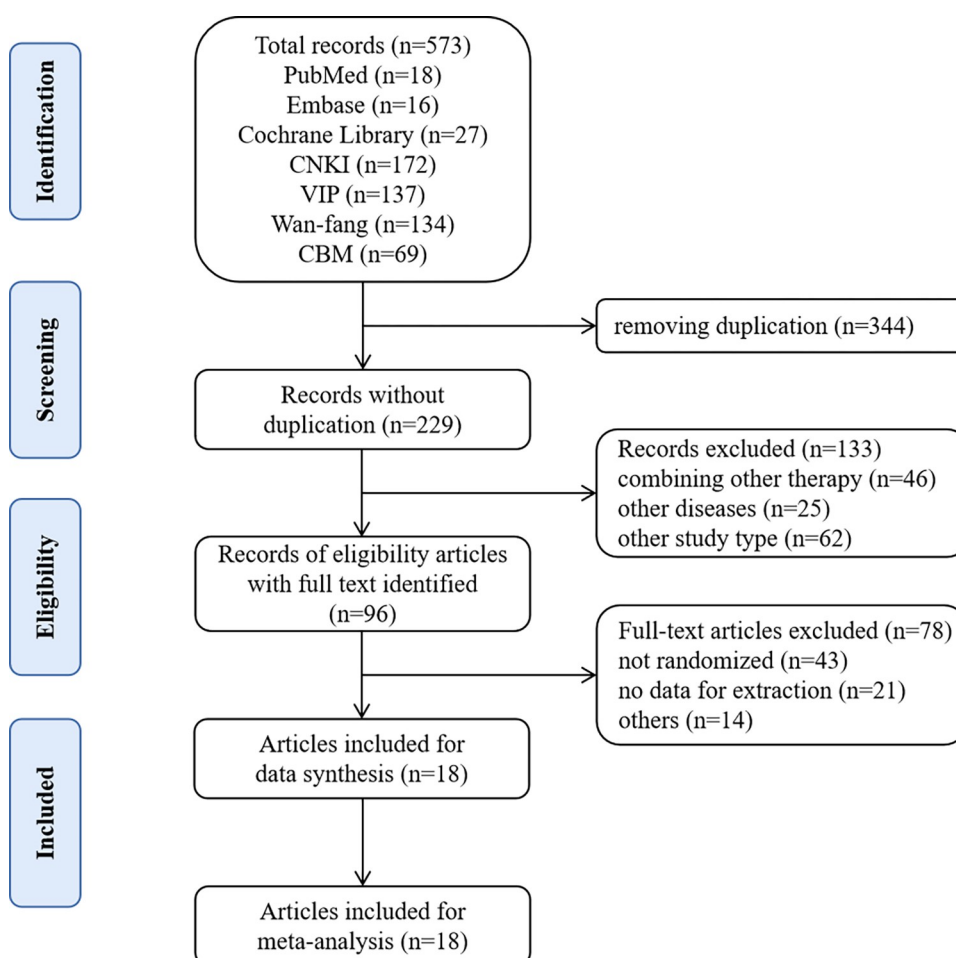 Identification
Total records (n=573)
PubMed (n=18)
Embase (n=16)
Cochrane Library (n=27)
CNKI (n=172)
VIP (n=137)
Wan-fang (n=134)
CBM (n=69)
Screening
removing duplication (n=344)
Records without
duplication (n=229)
Records excluded (n=133)
combining other therapy (n=46)
other diseases (n=25)
other study type (n=62)
Eligibility
Records of eligibility articles
with full text identified
(n=96)
Full-text articles excluded (n=78)
not randomized (n=43)
no data for extraction (n=21)
others (n=14)
Included
Articles included for
data synthesis (n=18)
Articles included for
meta-analysis (n=18)